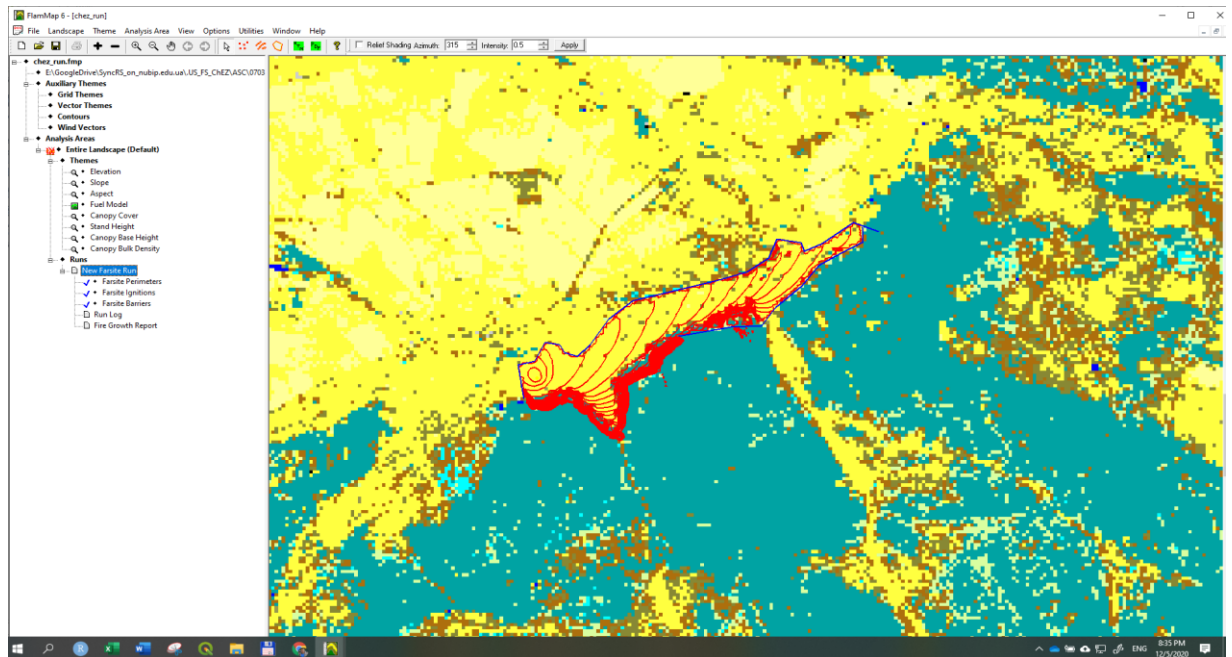 FlamMap 6 - [chez_run]
File Landscape Theme Analysis Area View Options Utilities Window Help
Relief Shading Azimuth: 315 Intensity: 0.5 Apply
chez_run.fmp
E:\GoogleDrive\SyncRS_on_nubip.edu.ua\.US_FS_ChEZ\ASC\0703
Auxiliary Themes
Grid Themes
Vector Themes
Contours
Wind Vectors
Analysis Areas
Entire Landscape (Default)
Themes
Elevation
Slope
Aspect
Fuel Model
Canopy Cover
Stand Height
Canopy Base Height
Canopy Bulk Density
Runs
New Farsite Run
Farsite Perimeters
Farsite Ignitions
Farsite Barriers
Run Log
Fire Growth Report
ENG
8:35 PM
12/5/2020